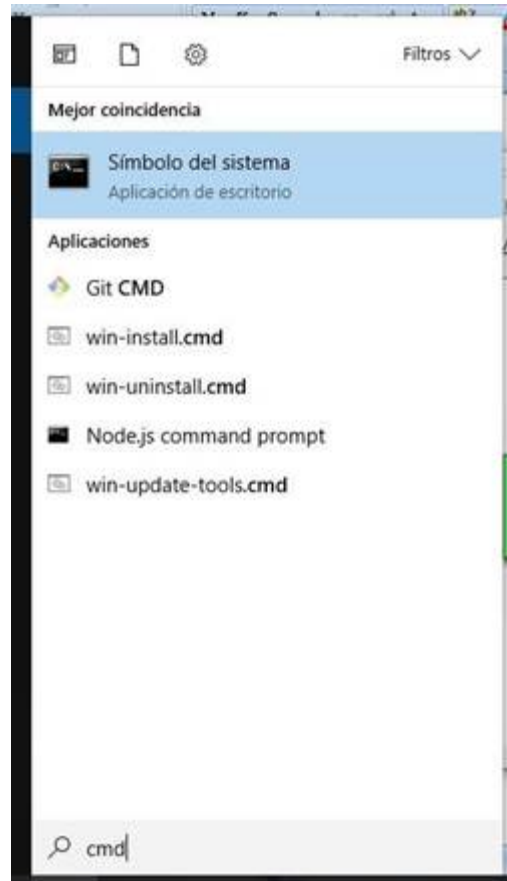 Filtros
Mejor coincidencia
Símbolo del sistema
Aplicación de escritorio
Aplicaciones
Git CMD
win-install.cmd
win-uninstall.cmd
Node.js command prompt
win-update-tools.cmd
cmd